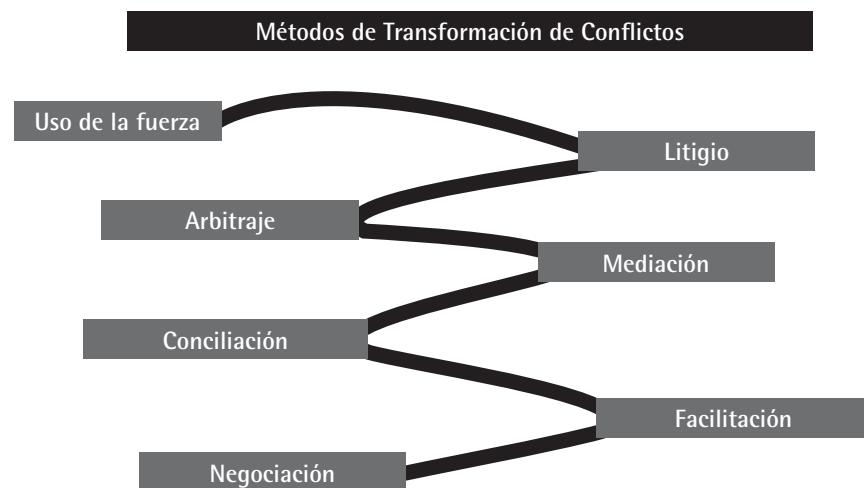 Métodos de Transformación de Conflictos
Uso de la fuerza
Litigio
Arbitraje
Mediación
Conciliación
Facilitación
Negociación